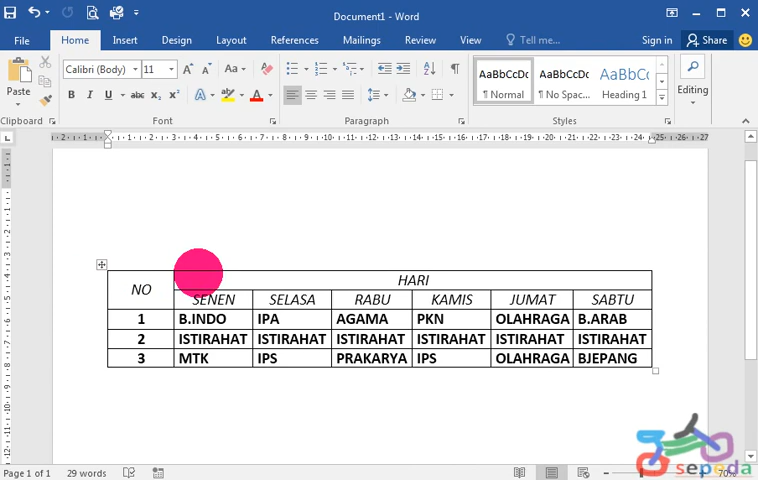 Document1 - Word
File Home Insert Design Layout References Mailings Review View Tell me... Sign in Share
Paste
Calibri (Body) 11
AaBbCcDc AaBbCcDc AaBbCc
¶ Normal ¶ No Spac... Heading 1
Editing
Clipboard Font Paragraph Styles
NO HARI
SENEN SELASA RABU KAMIS JUMAT SABTU
1 B.INDO IPA AGAMA PKN OLAHRAGA B.ARAB
2 ISTIRAHAT ISTIRAHAT ISTIRAHAT ISTIRAHAT ISTIRAHAT ISTIRAHAT
3 MTK IPS PRAKARYA IPS OLAHRAGA BJEPANG
sepeda
Page 1 of 1 29 words 70%